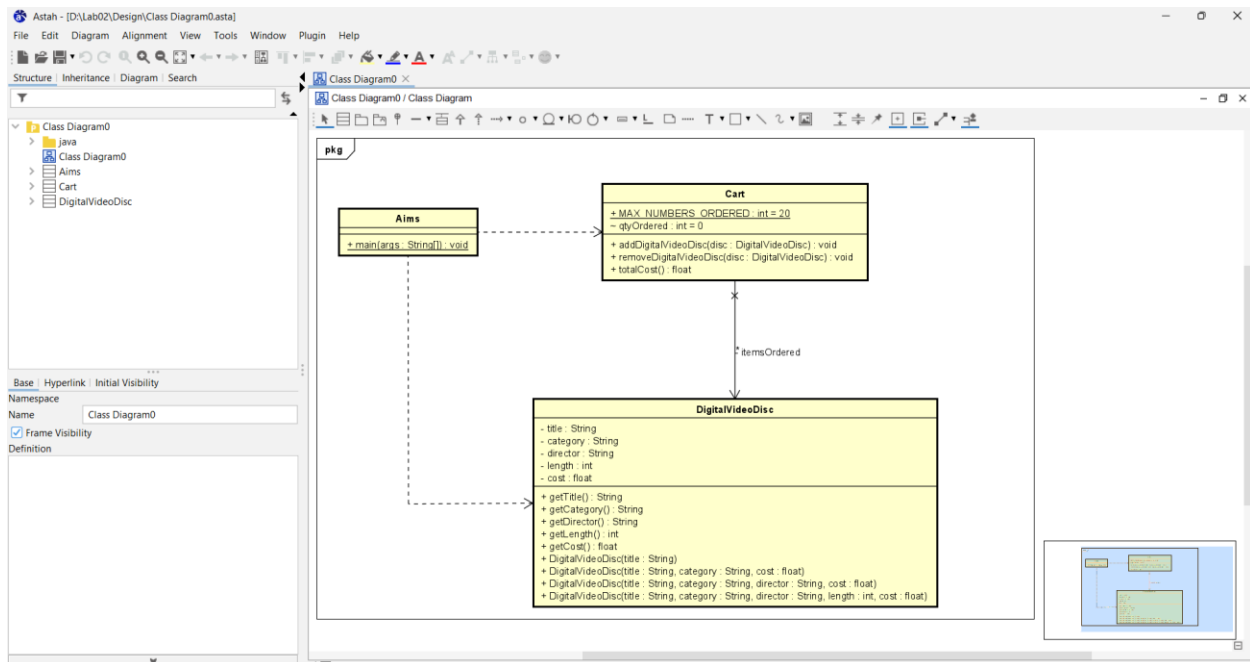 Astah - [D:\Lab02\Design\Class Diagram0.asta]
File Edit Diagram Alignment View Tools Window Plugin Help
Structure Inheritance Diagram Search
Class Diagram0
Class Diagram0
java
Class Diagram0
Aims
Cart
DigitalVideoDisc
Base Hyperlink Initial Visibility
Namespace
Name Class Diagram0
Frame Visibility
Definition
Class Diagram0 / Class Diagram
pkg
Aims
+ main(args : String[]) : void
Cart
+ MAX_NUMBERS_ORDERED : int = 20
- qtyOrdered : int = 0
+ addDigitalVideoDisc(disc : DigitalVideoDisc) : void
+ removeDigitalVideoDisc(disc : DigitalVideoDisc) : void
+ totalCost() : float
* itemsOrdered
DigitalVideoDisc
- title : String
- category : String
- director : String
- length : int
- cost : float
+ getTitle() : String
+ getCategory() : String
+ getDirector() : String
+ getLength() : int
+ getCost() : float
+ DigitalVideoDisc(title : String)
+ DigitalVideoDisc(title : String, category : String, cost : float)
+ DigitalVideoDisc(title : String, category : String, director : String, cost : float)
+ DigitalVideoDisc(title : String, category : String, director : String, length : int, cost : float)